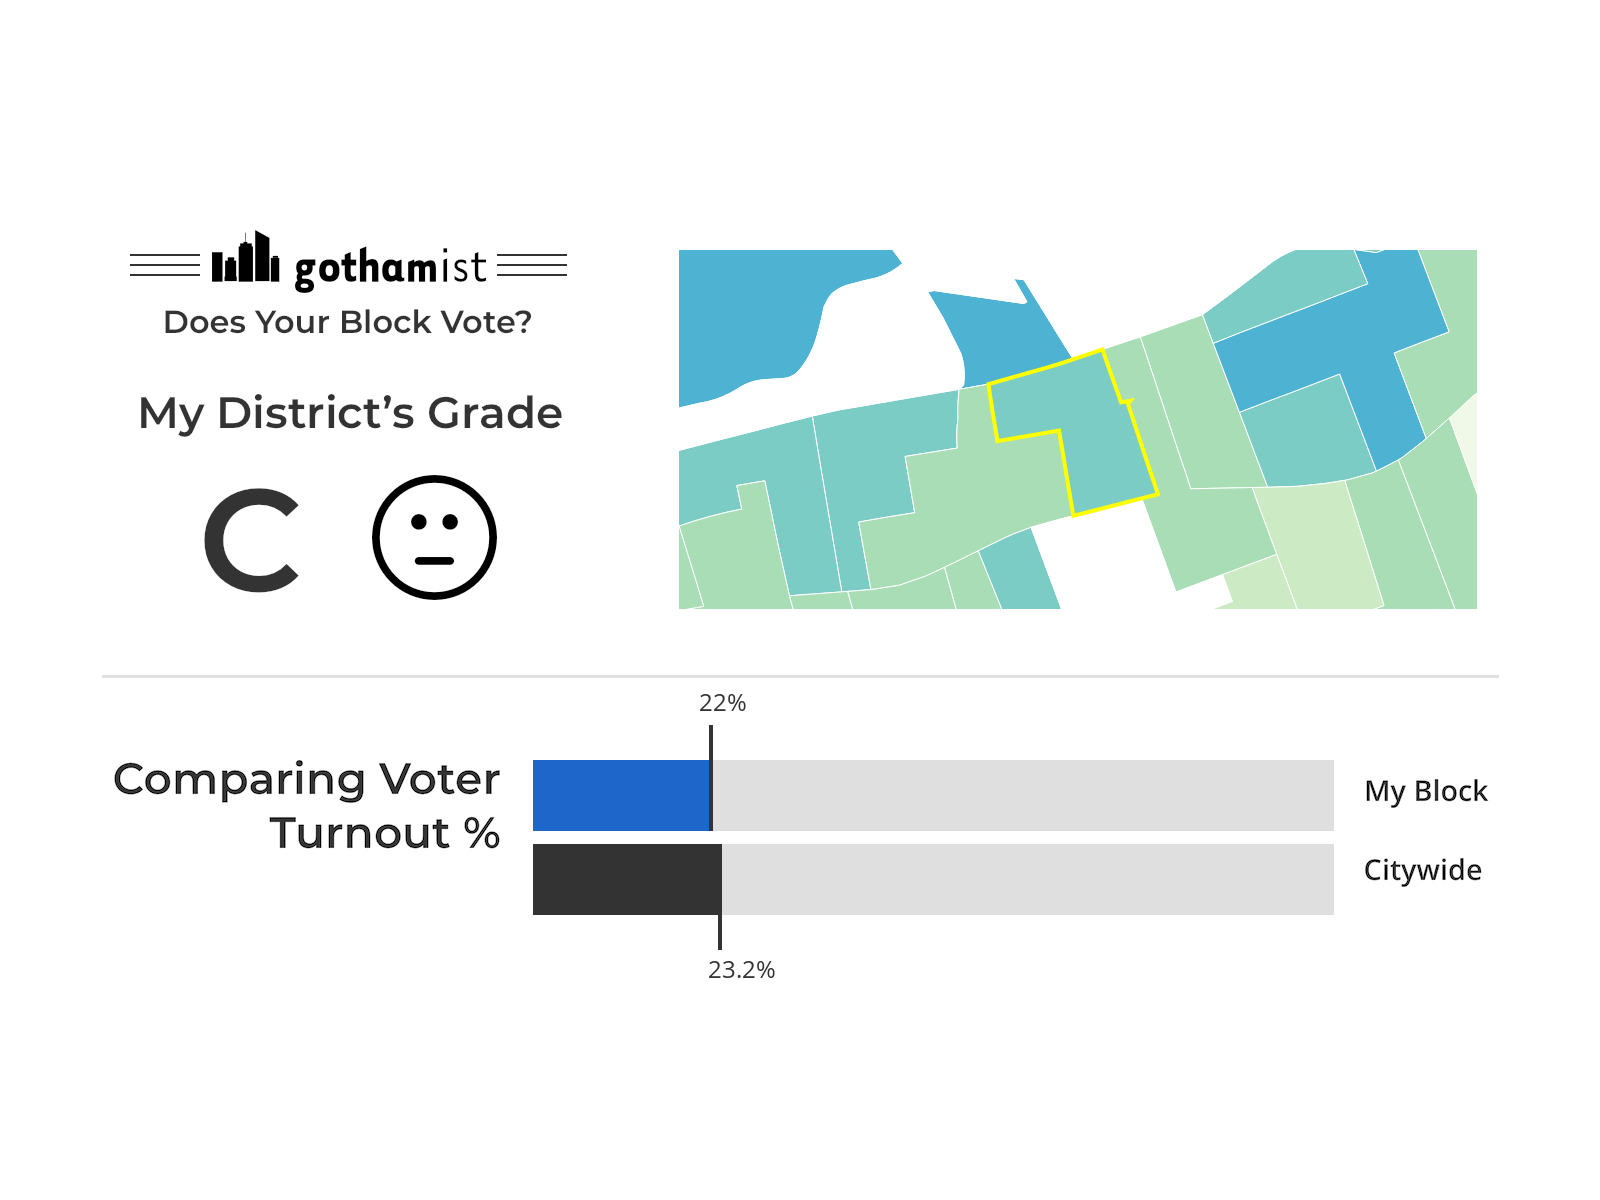 gothamist
Does Your Block Vote?
My District’s Grade
C
22%
Comparing Voter
Turnout %
My Block
Citywide
23.2%